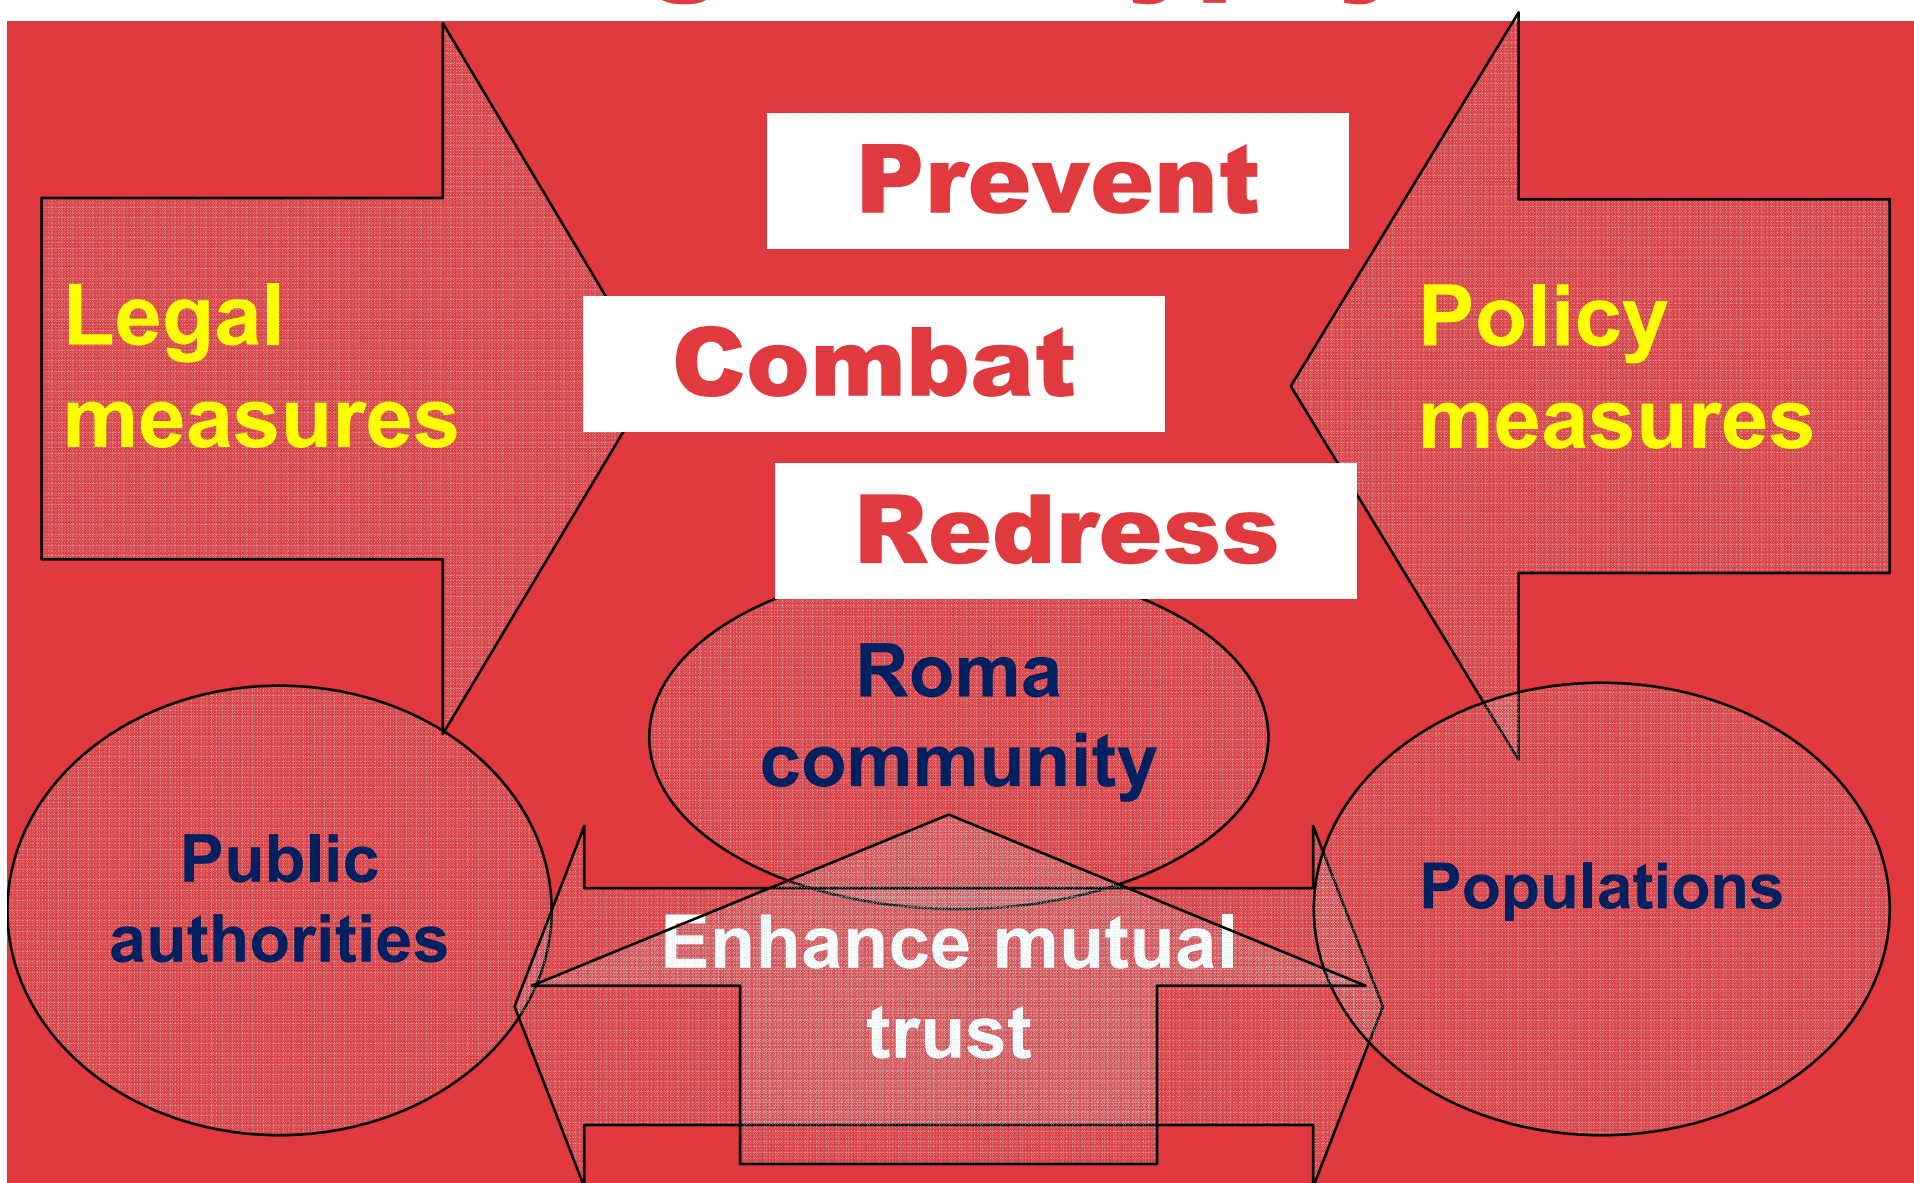 Prevent
Legal
measures
Combat
Policy
measures
Redress
Roma
community
Public
authorities
Populations
Enhance mutual
trust